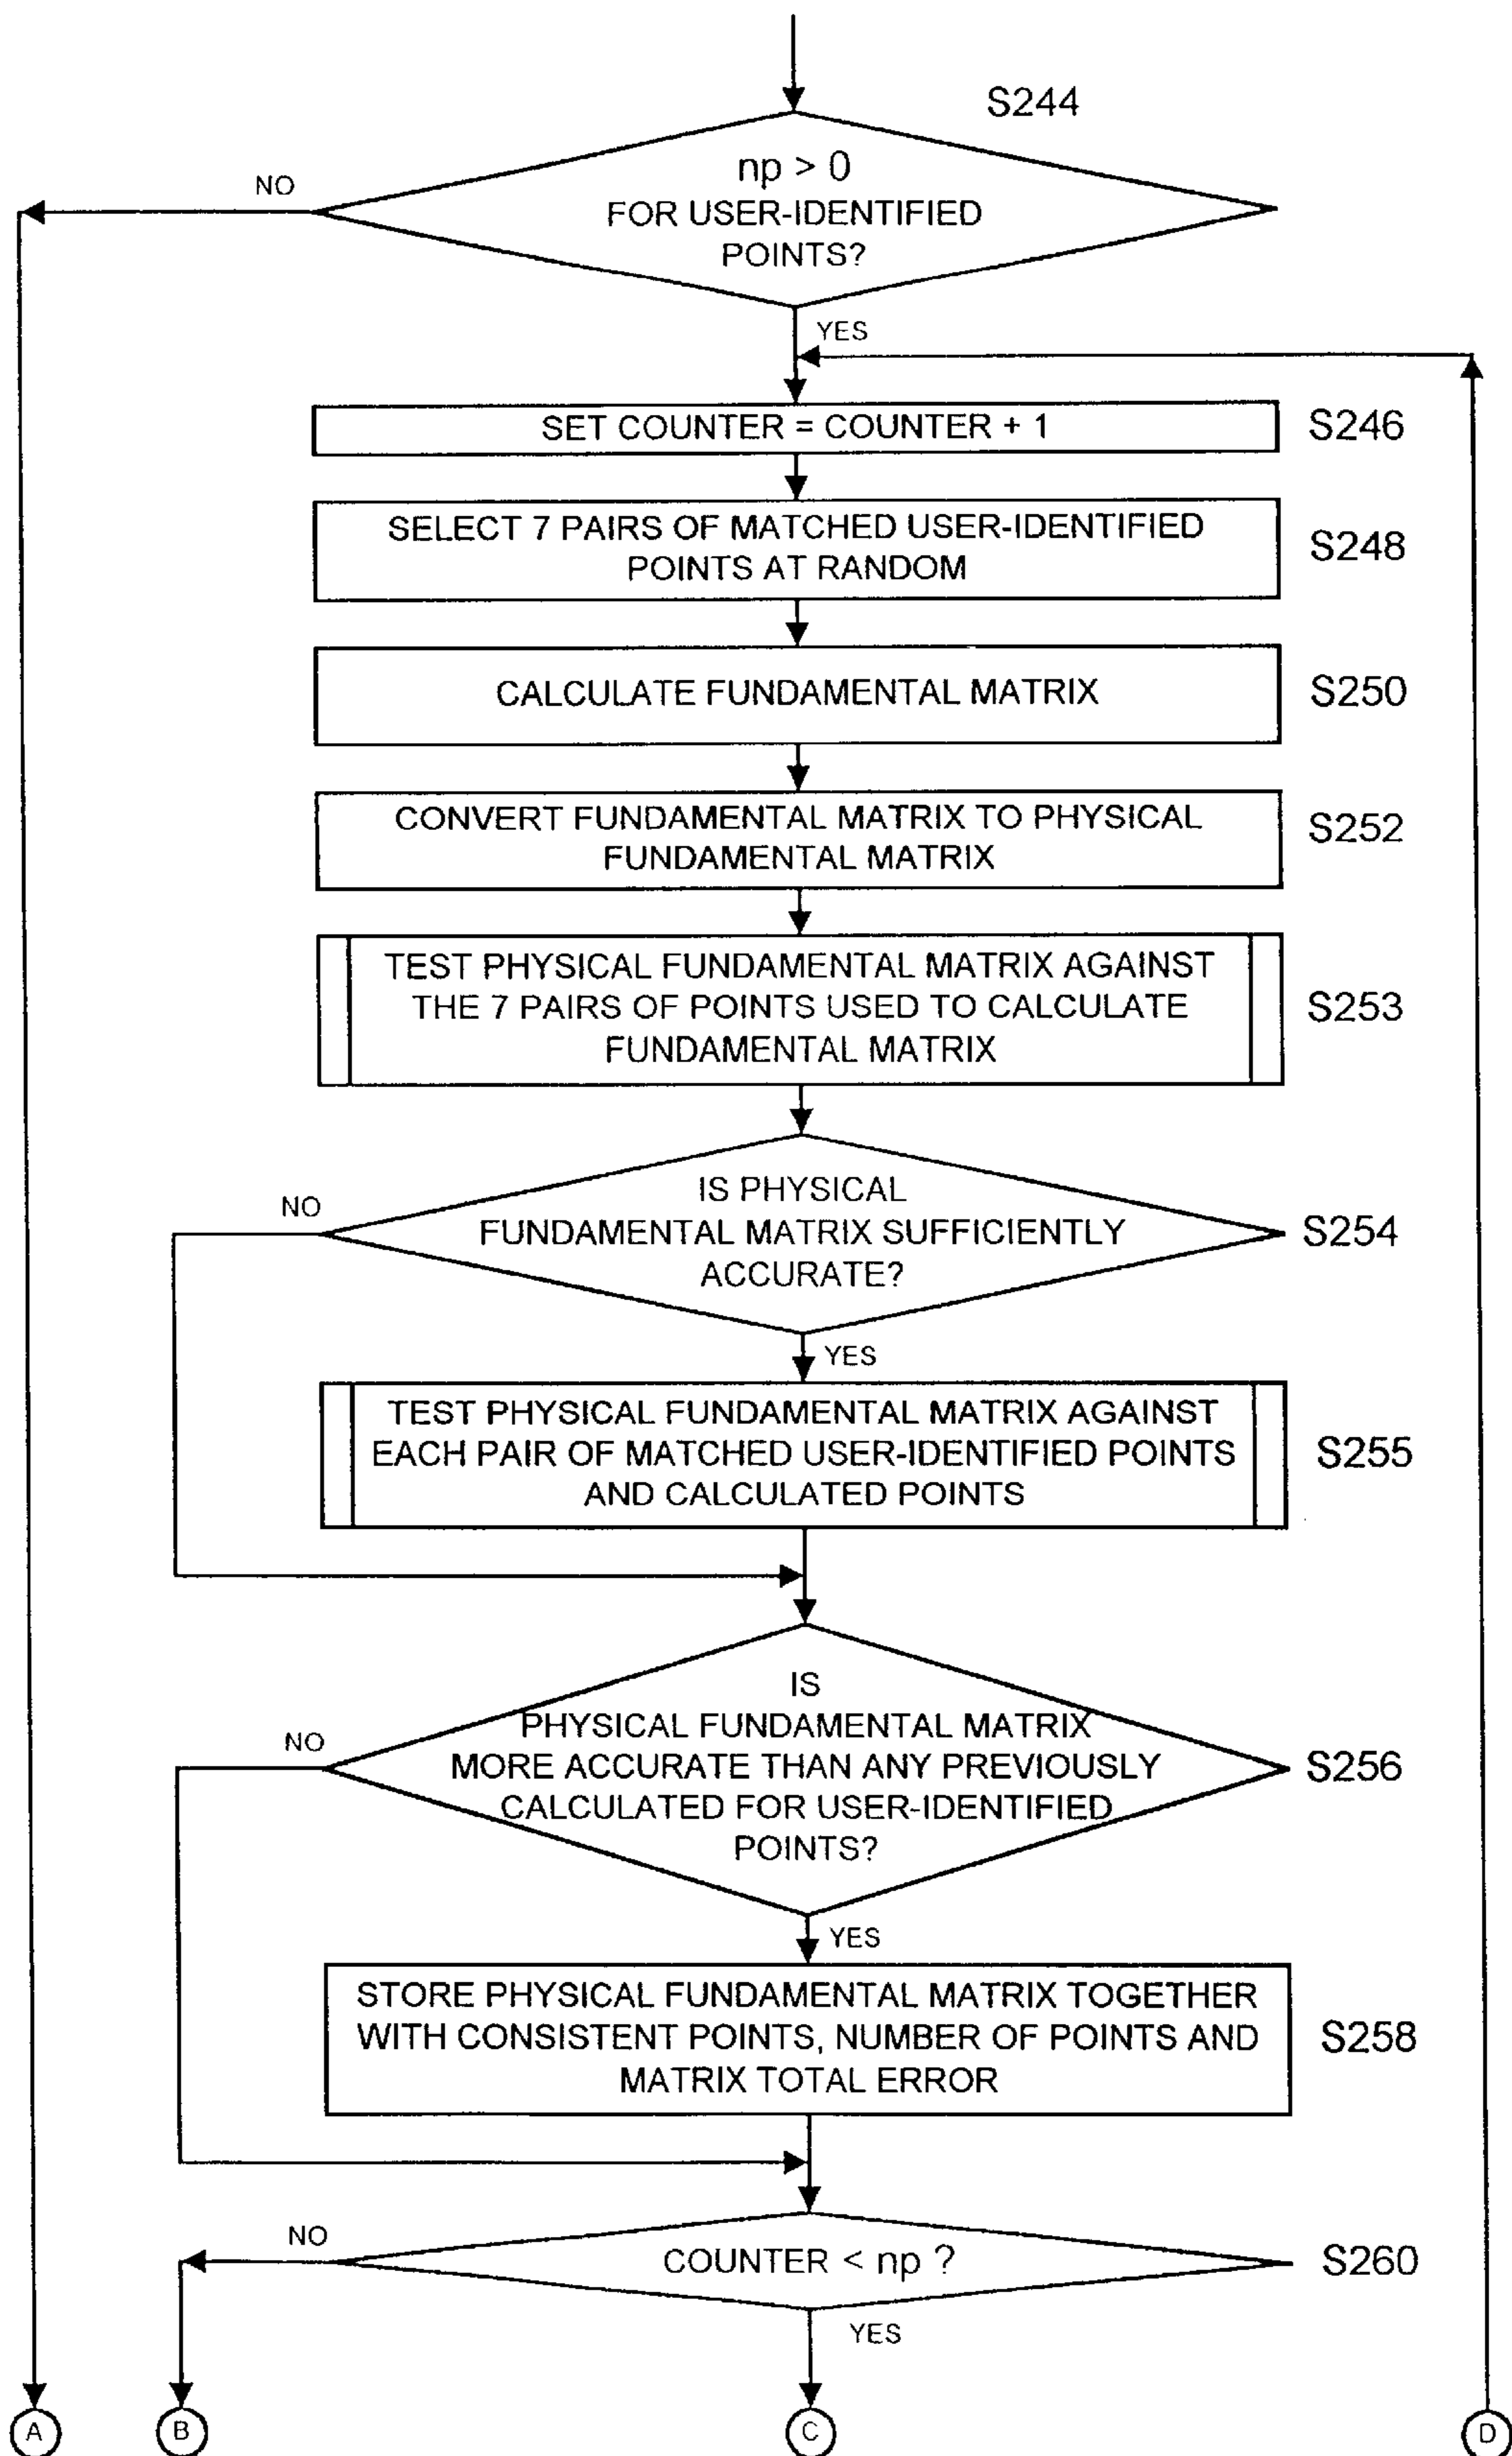 S244
np > 0
FOR USER-IDENTIFIED
POINTS?
NO
YES
SET COUNTER = COUNTER + 1
S246
SELECT 7 PAIRS OF MATCHED USER-IDENTIFIED
POINTS AT RANDOM
S248
CALCULATE FUNDAMENTAL MATRIX
S250
CONVERT FUNDAMENTAL MATRIX TO PHYSICAL
FUNDAMENTAL MATRIX
S252
TEST PHYSICAL FUNDAMENTAL MATRIX AGAINST
THE 7 PAIRS OF POINTS USED TO CALCULATE
FUNDAMENTAL MATRIX
S253
NO
IS PHYSICAL
FUNDAMENTAL MATRIX SUFFICIENTLY
ACCURATE?
S254
YES
TEST PHYSICAL FUNDAMENTAL MATRIX AGAINST
EACH PAIR OF MATCHED USER-IDENTIFIED POINTS
AND CALCULATED POINTS
S255
NO
IS
PHYSICAL FUNDAMENTAL MATRIX
MORE ACCURATE THAN ANY PREVIOUSLY
CALCULATED FOR USER-IDENTIFIED
POINTS?
S256
YES
STORE PHYSICAL FUNDAMENTAL MATRIX TOGETHER
WITH CONSISTENT POINTS, NUMBER OF POINTS AND
MATRIX TOTAL ERROR
S258
NO
COUNTER < np ?
S260
YES
A
B
C
D